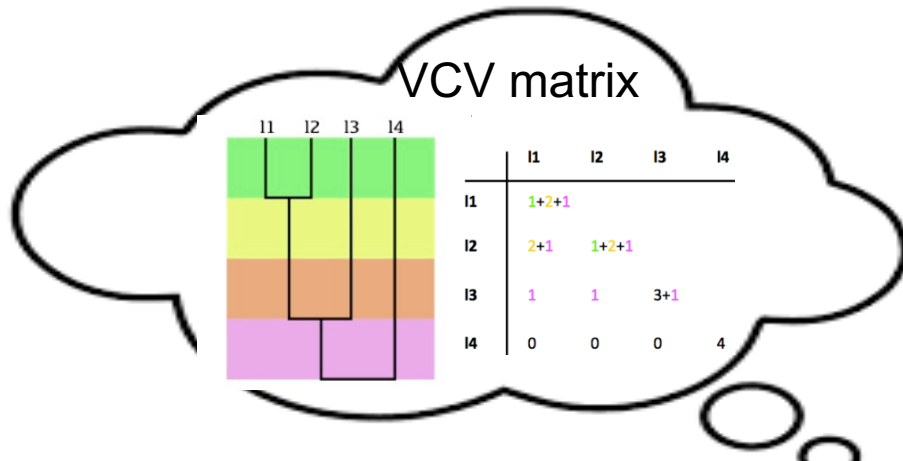 VCV matrix
l1 l2 l3 l4
l1 l2 l3 l4
l1 1+2+1
l2 2+1 1+2+1
l3 1 1 3+1
l4 0 0 0 4